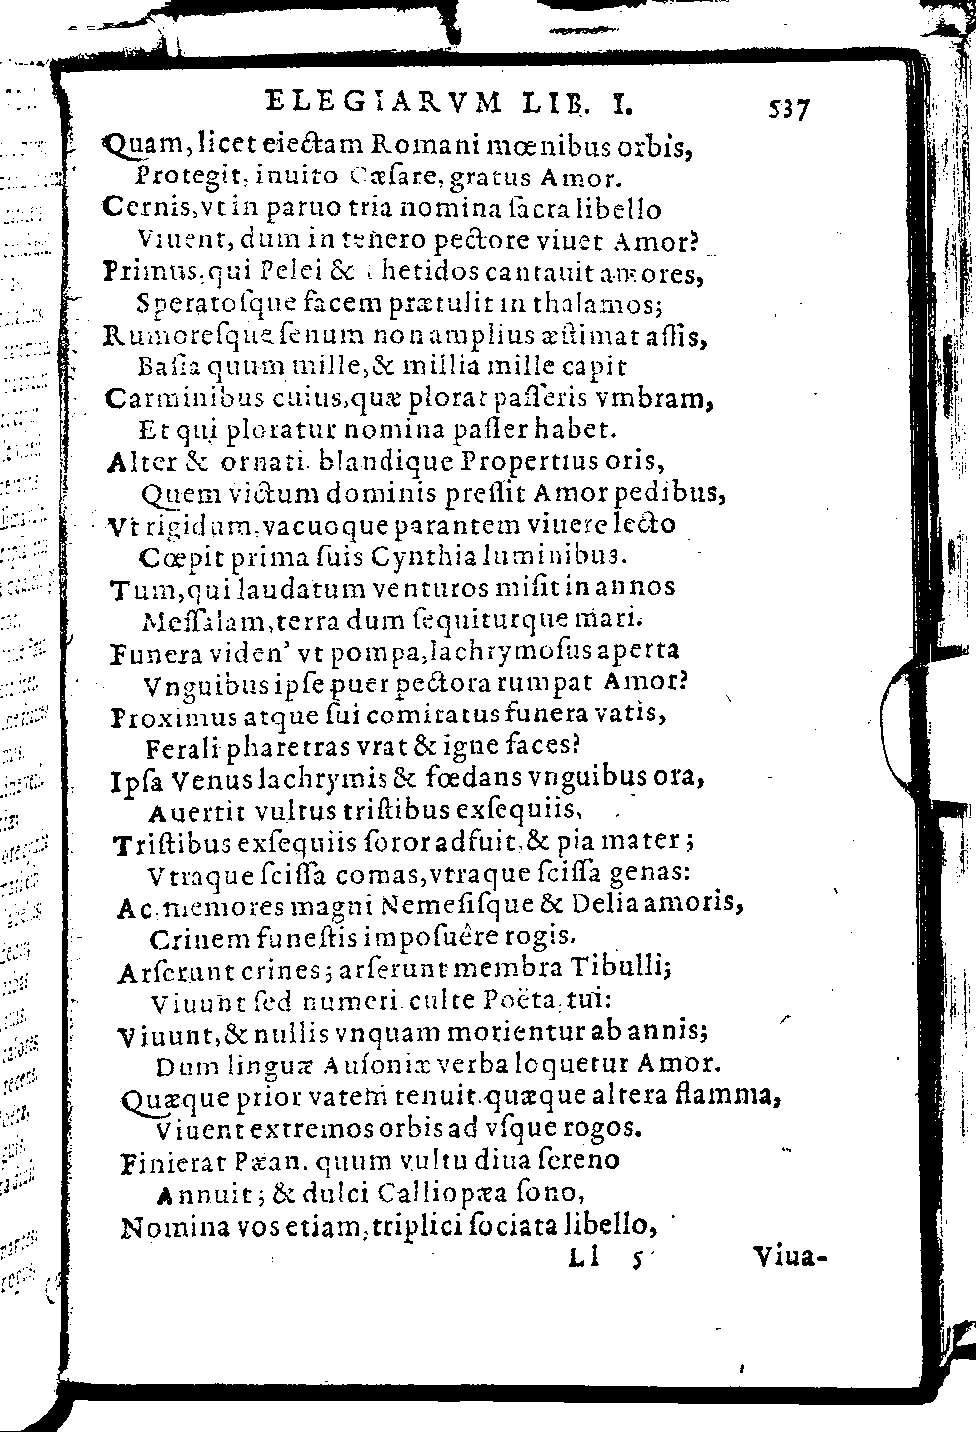 ELEGIARVM LIB. I. 537
Quam, licet eiectam Romani mœnibus orbis,
Protegit, inuito Cæſare, gratus Amor.
Cernis, vt in paruo tria nomina ſacra libello
Viuent, dum in tenero pectore viuet Amor?
Primus, qui Pelei & hetidos cantauit amores,
Speratoſque facem prætulit in thalamos;
Rumoreſque ſenum non amplius æſtimat aſſis,
Baſia quum mille, & millia mille capit
Carminibus cuius, quæ plorat paſſeris vmbram,
Et qui ploratur nomina paſſer habet.
Alter & ornati blandique Propertius oris,
Quem victum dominis preſſit Amor pedibus,
Vt rigidum, vacuoque parantem viuere lecto
Cœpit prima ſuis Cynthia luminibus.
Tum, qui laudatum venturos miſit in annos
Meſſalam, terra dum ſequiturque mari.
Funera viden' vt pompa, lachrymoſus aperta
Vnguibus ipſe puer pectora rumpat Amor?
Proximus atque ſui comitatus funera vatis,
Ferali pharetras vrat & igne faces?
Ipſa Venus lachrymis & fœdans vnguibus ora,
Auertit vultus triſtibus exſequiis,
Triſtibus exſequiis ſoror adfuit, & pia mater;
Vtraque ſciſſa comas, vtraque ſciſſa genas:
Ac memores magni Nemeſiſque & Delia amoris,
Crinem funeſtis impoſuêre rogis.
Arſerunt crines; arſerunt membra Tibulli;
Viuunt ſed numeri culte Poëta, tui:
Viuunt, & nullis vnquam morientur ab annis;
Dum linguæ Auſoniæ verba loquetur Amor.
Quæque prior vatem tenuit, quæque altera flamma,
Viuent extremos orbis ad vſque rogos.
Finierat Pæan, quum vultu diua ſereno
Annuit; & dulci Calliopæa ſono,
Nomina vos etiam, triplici ſociata libello,
Ll 5 Viua-